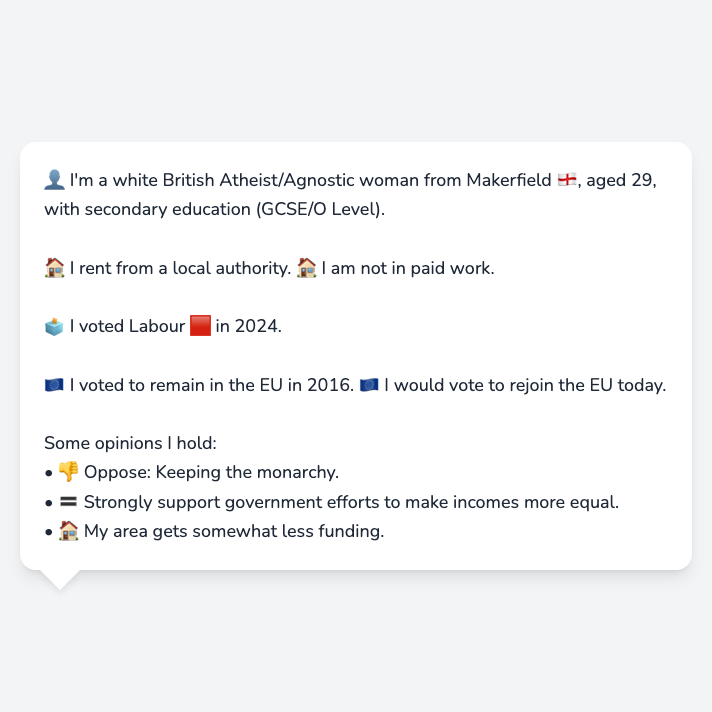 👤 I'm a white British Atheist/Agnostic woman from Makerfield 🏴󠁧󠁢󠁥󠁮󠁧󠁿, aged 29,
with secondary education (GCSE/O Level).
🏠 I rent from a local authority. 🏠 I am not in paid work.
🗳️ I voted Labour 🟥 in 2024.
🇪🇺 I voted to remain in the EU in 2016. 🇪🇺 I would vote to rejoin the EU today.
Some opinions I hold:
• 👎 Oppose: Keeping the monarchy.
• 🟰 Strongly support government efforts to make incomes more equal.
• 🏠 My area gets somewhat less funding.